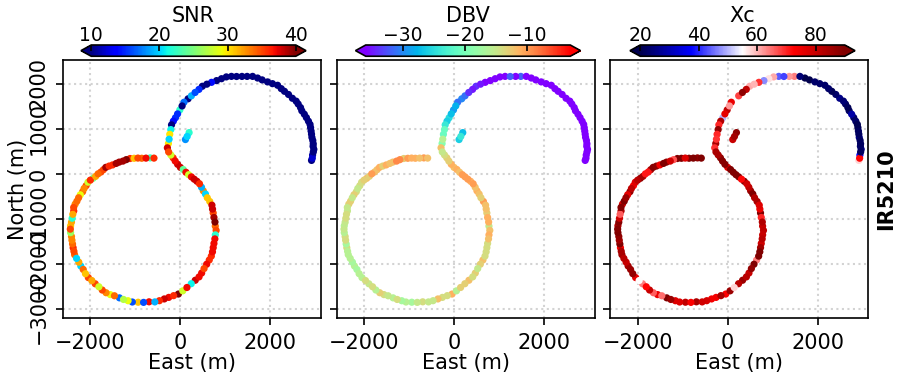 SNR DBV Xc
10 20 30 40 −30 −20 −10 20 40 60 80
2000
1000
0
−1000
−2000
−3000
North (m)
−2000 0 2000 −2000 0 2000 −2000 0 2000
East (m) East (m) East (m)
IR5210